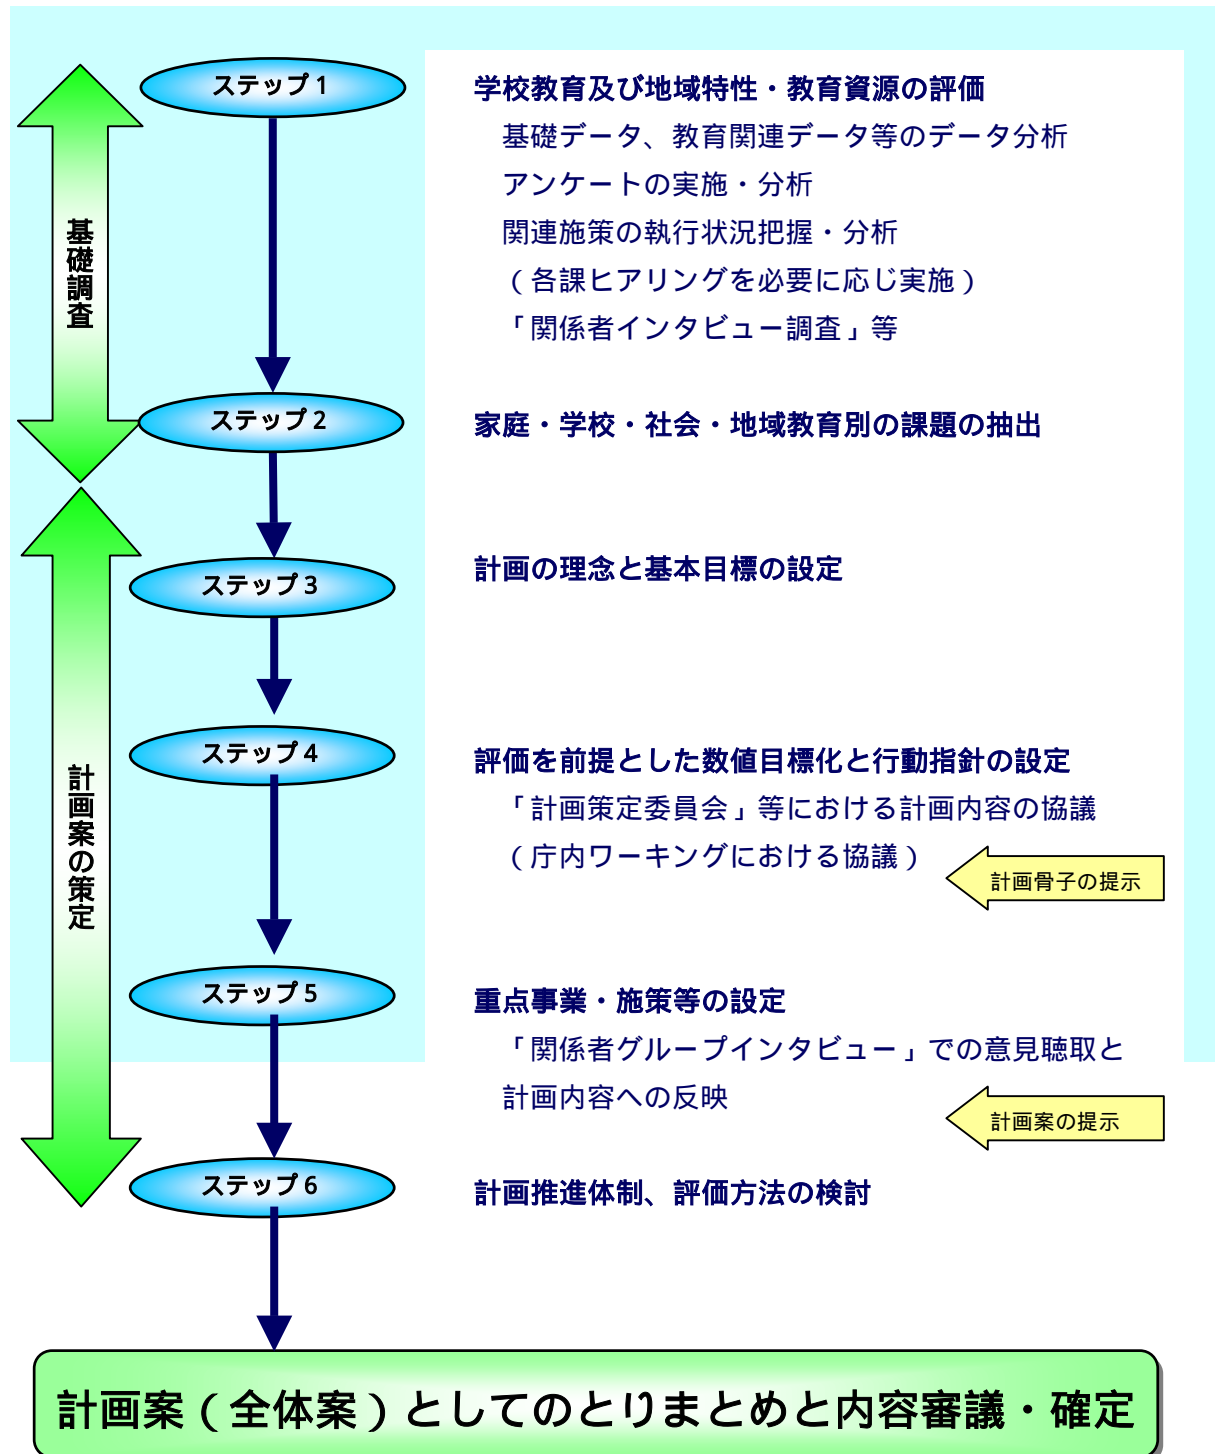 基礎調査
ステップ1
学校教育及び地域特性・教育資源の評価
基礎データ、教育関連データ等のデータ分析
アンケートの実施・分析
関連施策の執行状況把握・分析
（各課ヒアリングを必要に応じ実施）
「関係者インタビュー調査」等
ステップ2
家庭・学校・社会・地域教育別の課題の抽出
計画案の策定
ステップ3
計画の理念と基本目標の設定
ステップ4
評価を前提とした数値目標化と行動指針の設定
「計画策定委員会」等における計画内容の協議
（庁内ワーキングにおける協議）
計画骨子の提示
ステップ5
重点事業・施策等の設定
「関係者グループインタビュー」での意見聴取と
計画内容への反映
計画案の提示
ステップ6
計画推進体制、評価方法の検討
計画案（全体案）としてのとりまとめと内容審議・確定